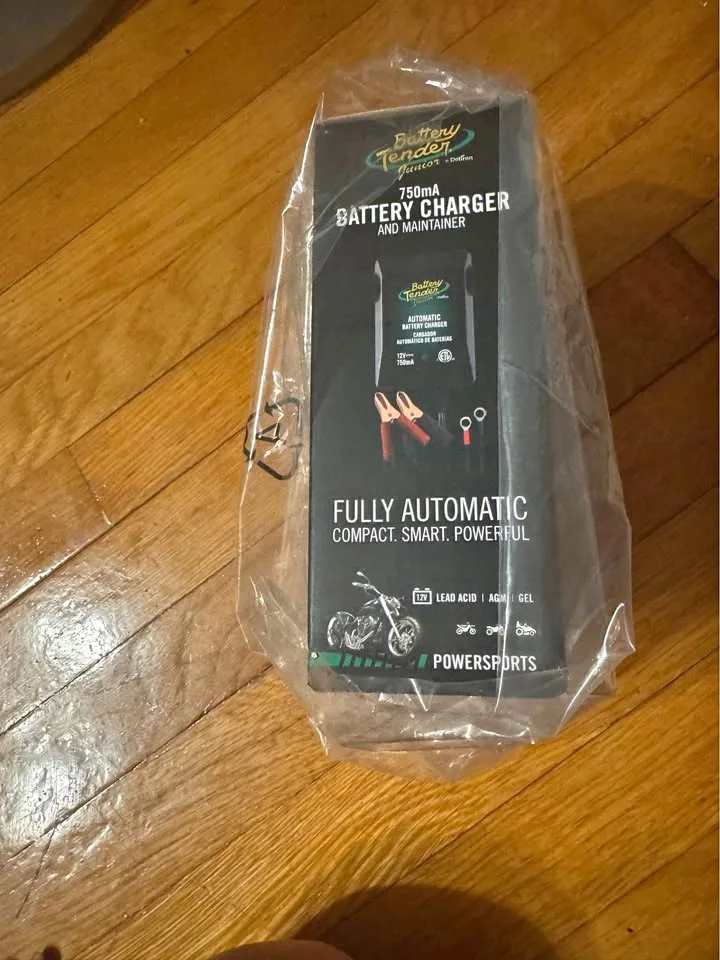 Battery
Tender
Junior by Deltran
750mA
BATTERY CHARGER
AND MAINTAINER
Battery
Tender
AUTOMATIC
BATTERY CHARGER
CARGADOR
AUTOMÁTICO DE BATERÍAS
12V
750mA
ETL
FULLY AUTOMATIC
COMPACT. SMART. POWERFUL
12V LEAD ACID | AGM | GEL
POWERSPORTS